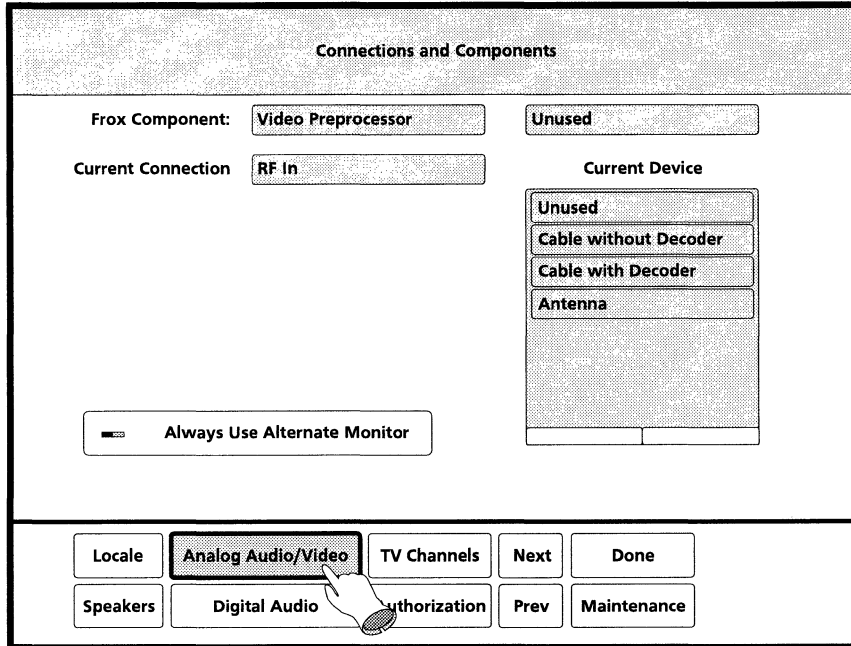 Connections and Components
Frox Component: Video Preprocessor Unused
Current Connection RF In Current Device
Unused
Cable without Decoder
Cable with Decoder
Antenna
Always Use Alternate Monitor
Locale Analog Audio/Video TV Channels Next Done
Speakers Digital Audio uthorization Prev Maintenance